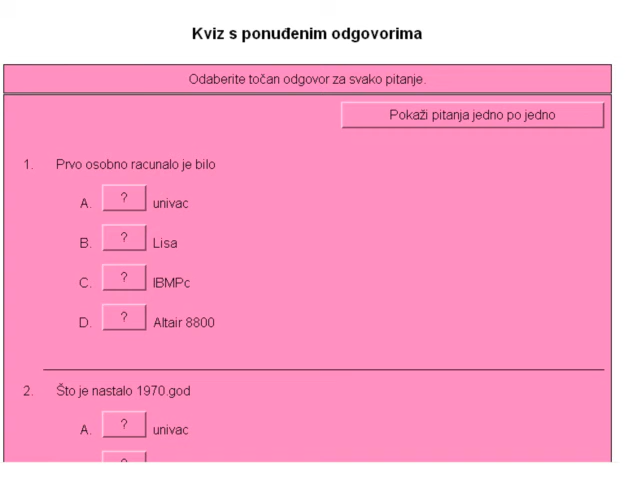 Kviz s ponuđenim odgovorima
Odaberite točan odgovor za svako pitanje.
Pokaži pitanja jedno po jedno
1. Prvo osobno racunalo je bilo
A. ? univac
B. ? Lisa
C. ? IBMPc
D. ? Altair 8800
2. Što je nastalo 1970.god
A. ? univac
?